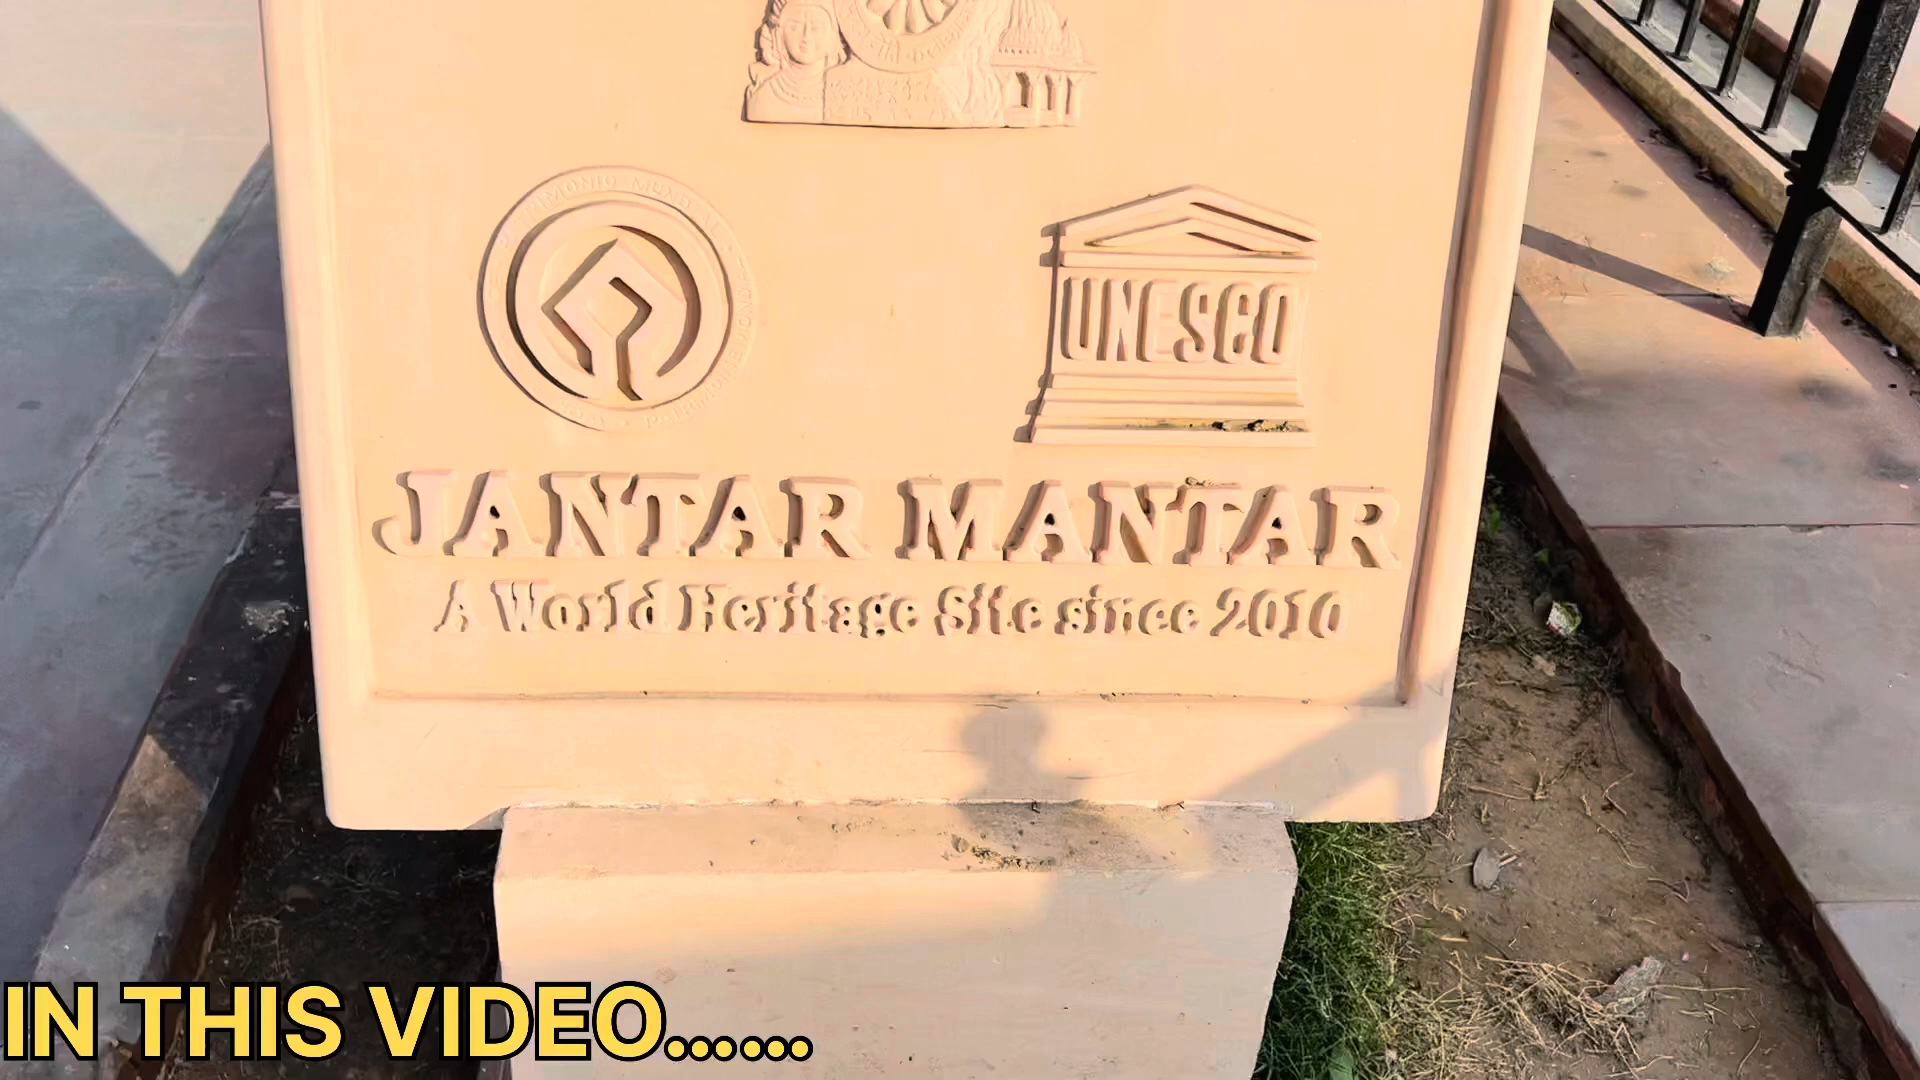 UNESCO
JANTAR MANTAR
A World Heritage Site since 2010
IN THIS VIDEO......